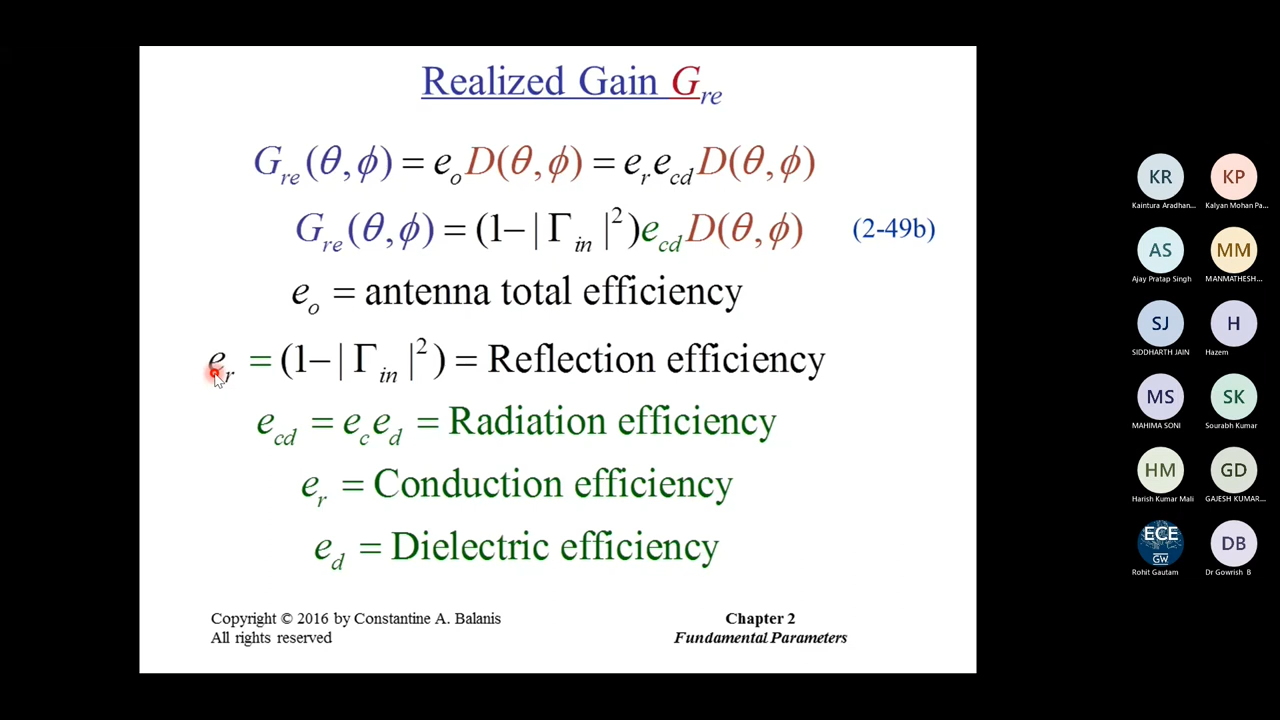 Realized Gain G_re
G_re(θ,ϕ) = e_o D(θ,ϕ) = e_r e_cd D(θ,ϕ)
G_re(θ,ϕ) = (1−|Γ_in|²)e_cd D(θ,ϕ) (2-49b)
e_o = antenna total efficiency
e_r = (1−|Γ_in|²) = Reflection efficiency
e_cd = e_c e_d = Radiation efficiency
e_r = Conduction efficiency
e_d = Dielectric efficiency
Copyright © 2016 by Constantine A. Balanis
All rights reserved
Chapter 2
Fundamental Parameters
KR
Kaintura Aradhan...
KP
Kalyan Mohan Pa...
AS
Ajay Pratap Singh
MM
MANMATHESH...
SJ
SIDDHARTH JAIN
H
Hazem
MS
MAHIMA SONI
SK
Sourabh Kumar
HM
Harish Kumar Mali
GD
GAJESH KUMAR...
ECE
GW
Rohit Gautam
DB
Dr Gowrish B